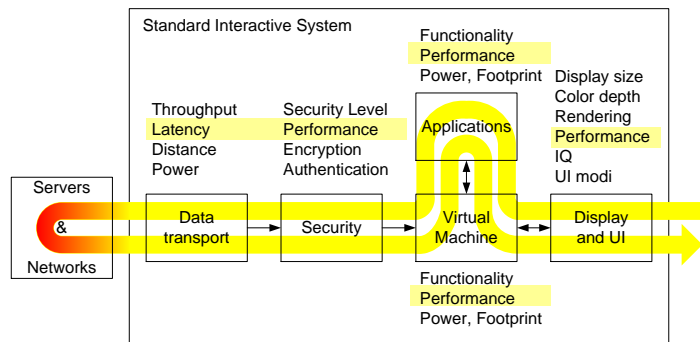 Standard Interactive System
Functionality
Performance
Power, Footprint
Display size
Color depth
Rendering
Performance
IQ
UI modi
Throughput
Latency
Distance
Power
Security Level
Performance
Encryption
Authentication
Applications
Servers
&
Networks
Data
transport
Security
Virtual
Machine
Display
and UI
Functionality
Performance
Power, Footprint